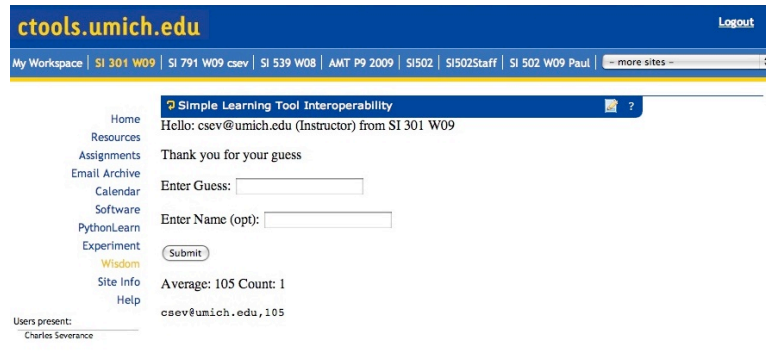 ctools.umich.edu
Logout
My Workspace | SI 301 W09 | SI 791 W09 csev | SI 539 W08 | AMT P9 2009 | SI502 | SI502Staff | SI 502 W09 Paul | - more sites -
Simple Learning Tool Interoperability ?
Home
Resources
Assignments
Email Archive
Calendar
Software
PythonLearn
Experiment
Wisdom
Site Info
Help
Users present:
Charles Severance
Hello: csev@umich.edu (Instructor) from SI 301 W09
Thank you for your guess
Enter Guess:
Enter Name (opt):
Submit
Average: 105 Count: 1
csev@umich.edu,105